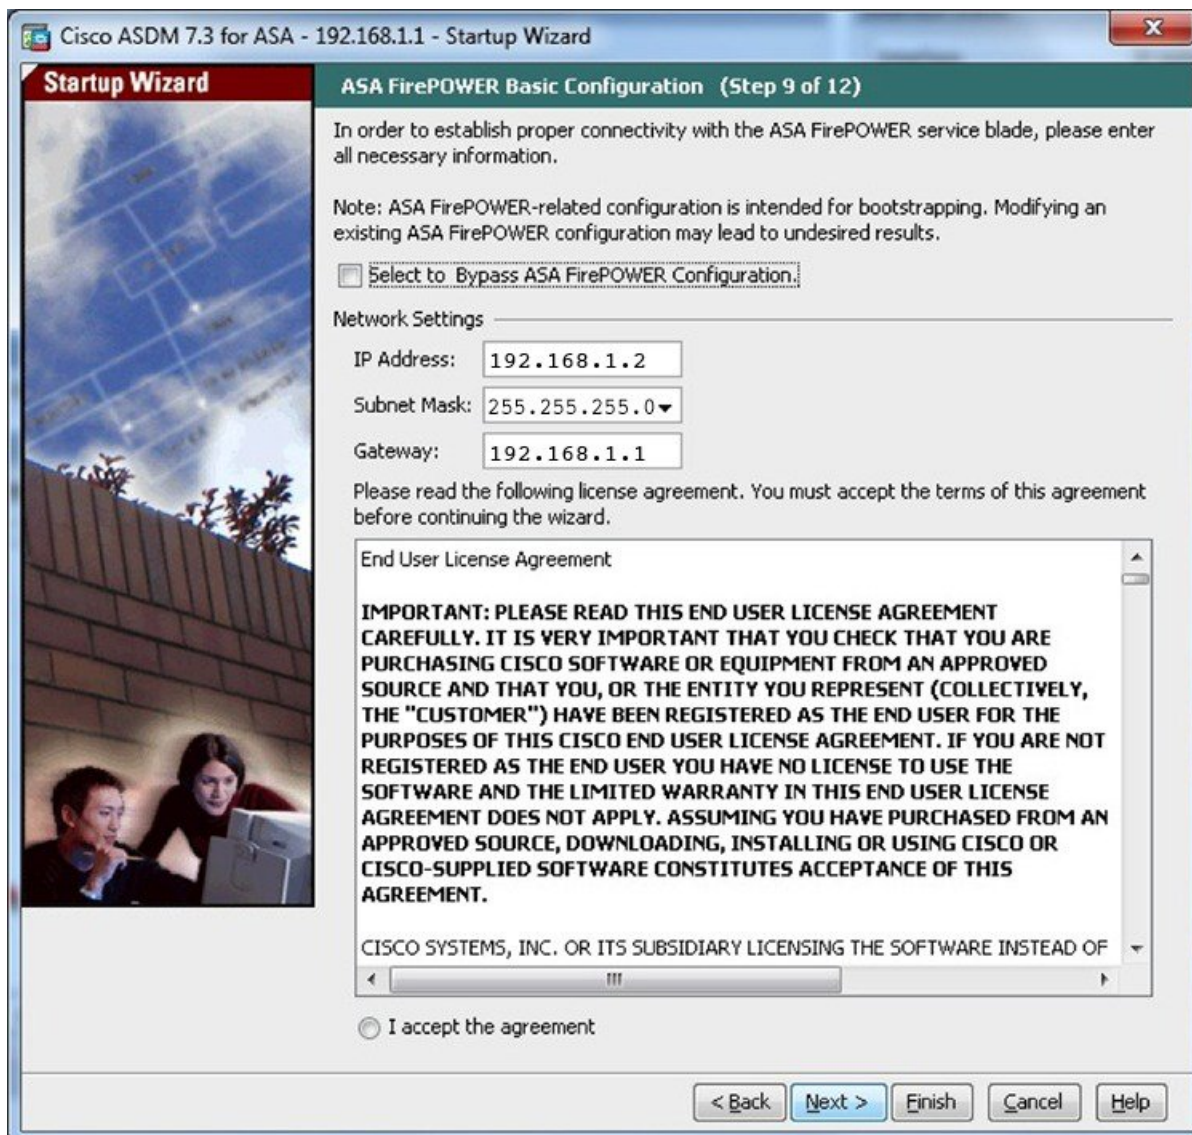 Cisco ASDM 7.3 for ASA - 192.168.1.1 - Startup Wizard
Startup Wizard
ASA FirePOWER Basic Configuration (Step 9 of 12)
In order to establish proper connectivity with the ASA FirePOWER service blade, please enter
all necessary information.
Note: ASA FirePOWER-related configuration is intended for bootstrapping. Modifying an
existing ASA FirePOWER configuration may lead to undesired results.
Select to Bypass ASA FirePOWER Configuration.
Network Settings
IP Address: 192.168.1.2
Subnet Mask: 255.255.255.0
Gateway: 192.168.1.1
Please read the following license agreement. You must accept the terms of this agreement
before continuing the wizard.
End User License Agreement
IMPORTANT: PLEASE READ THIS END USER LICENSE AGREEMENT
CAREFULLY. IT IS VERY IMPORTANT THAT YOU CHECK THAT YOU ARE
PURCHASING CISCO SOFTWARE OR EQUIPMENT FROM AN APPROVED
SOURCE AND THAT YOU, OR THE ENTITY YOU REPRESENT (COLLECTIVELY,
THE "CUSTOMER") HAVE BEEN REGISTERED AS THE END USER FOR THE
PURPOSES OF THIS CISCO END USER LICENSE AGREEMENT. IF YOU ARE NOT
REGISTERED AS THE END USER YOU HAVE NO LICENSE TO USE THE
SOFTWARE AND THE LIMITED WARRANTY IN THIS END USER LICENSE
AGREEMENT DOES NOT APPLY. ASSUMING YOU HAVE PURCHASED FROM AN
APPROVED SOURCE, DOWNLOADING, INSTALLING OR USING CISCO OR
CISCO-SUPPLIED SOFTWARE CONSTITUTES ACCEPTANCE OF THIS
AGREEMENT.
CISCO SYSTEMS, INC. OR ITS SUBSIDIARY LICENSING THE SOFTWARE INSTEAD OF
I accept the agreement
< Back Next > Finish Cancel Help